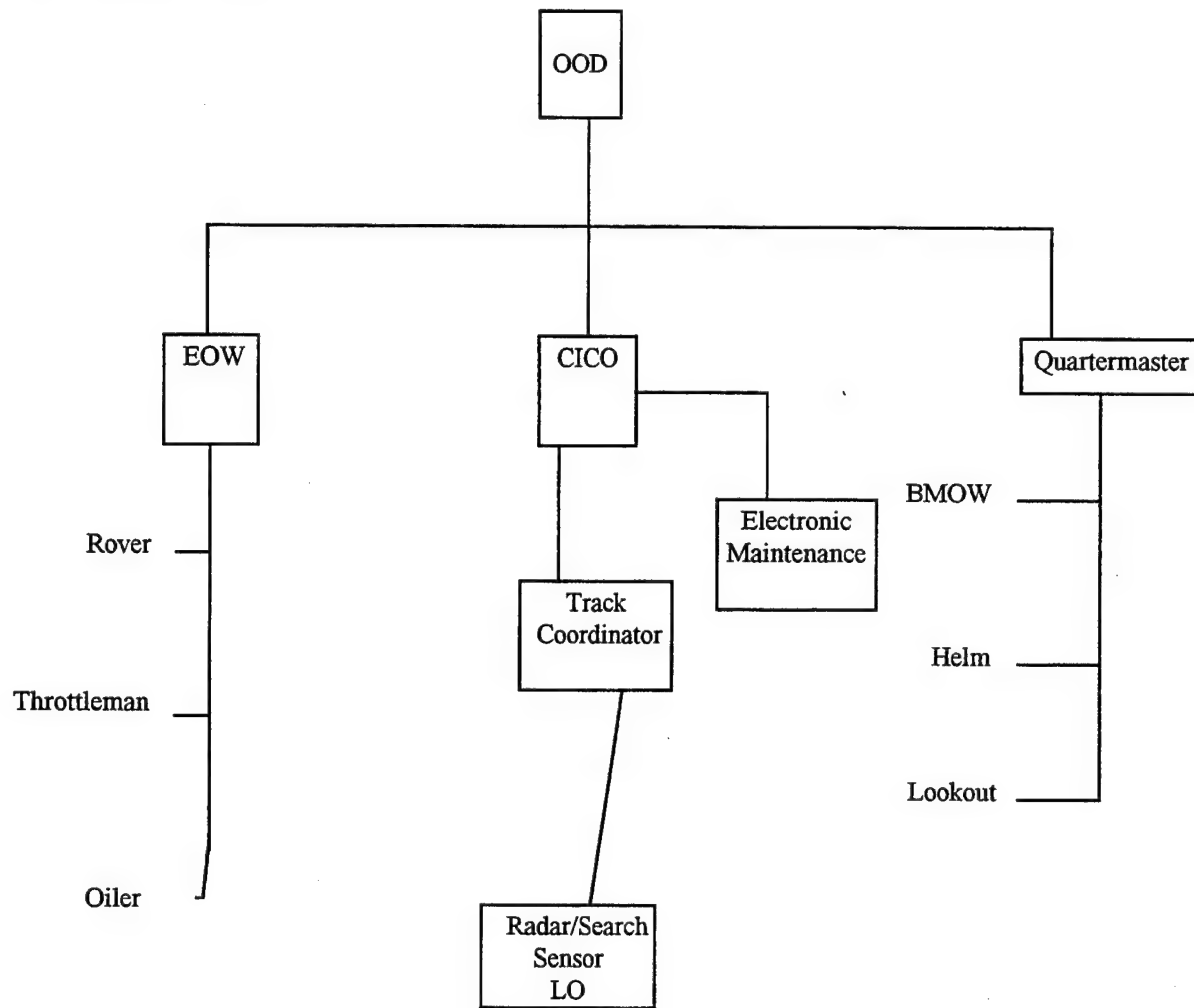 OOD
EOW
CICO
Quartermaster
BMOW
Electronic
Maintenance
Rover
Track
Coordinator
Helm
Throttleman
Lookout
Oiler
Radar/Search
Sensor
LO